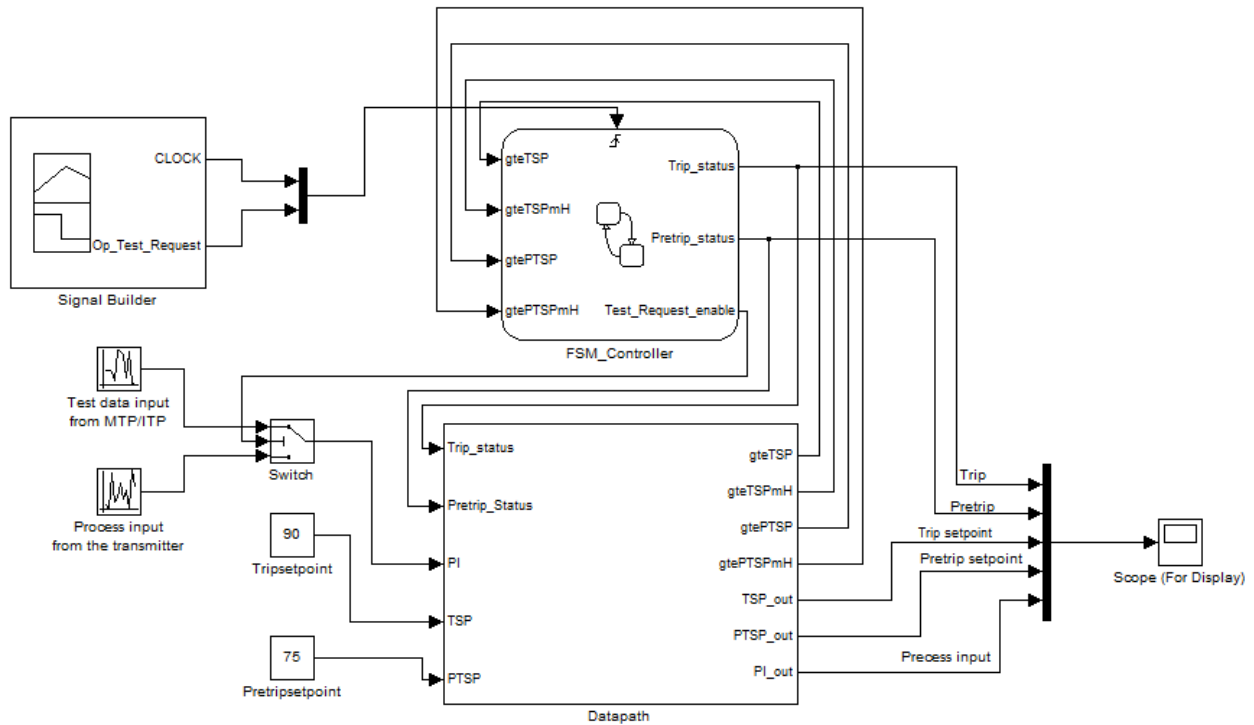 CLOCK
Op_Test_Request
Signal Builder
gteTSP
gteTSPmH
gtePTSP
gtePTSPmH
Trip_status
Pretrip_status
Test_Request_enable
FSM_Controller
Test data input
from MTP/ITP
Switch
Process input
from the transmitter
90
Tripsetpoint
75
Pretripsetpoint
Trip_status
Pretrip_Status
PI
TSP
PTSP
gteTSP
gteTSPmH
gtePTSP
gtePTSPmH
TSP_out
PTSP_out
PI_out
Datapath
Trip
Pretrip
Trip setpoint
Pretrip setpoint
Precess input
Scope (For Display)